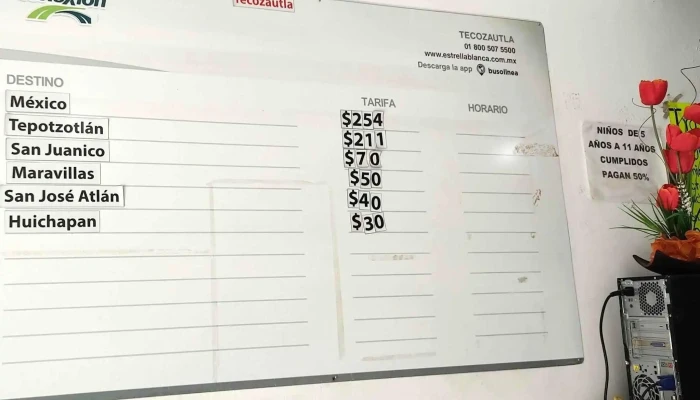 Tecozautla
TECOZAUTLA
01 800 507 5500
www.estrellablanca.com.mx
Descarga la app busolinea
DESTINO TARIFA HORARIO
México $254
Tepotzotlán $211
San Juanico $70
Maravillas $50
San José Atlán $40
Huichapan $30
NIÑOS DE 5
AÑOS A 11 AÑOS
CUMPLIDOS
PAGAN 50%